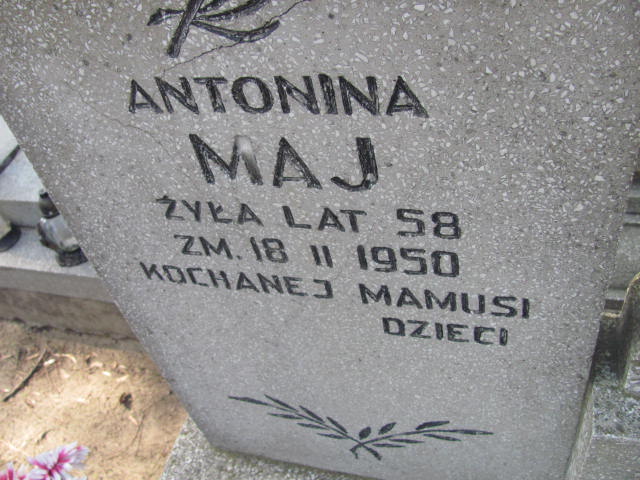 ANTONINA
MAJ
ŻYŁA LAT 58
ZM. 18 II 1950
KOCHANEJ MAMUSI
DZIECI